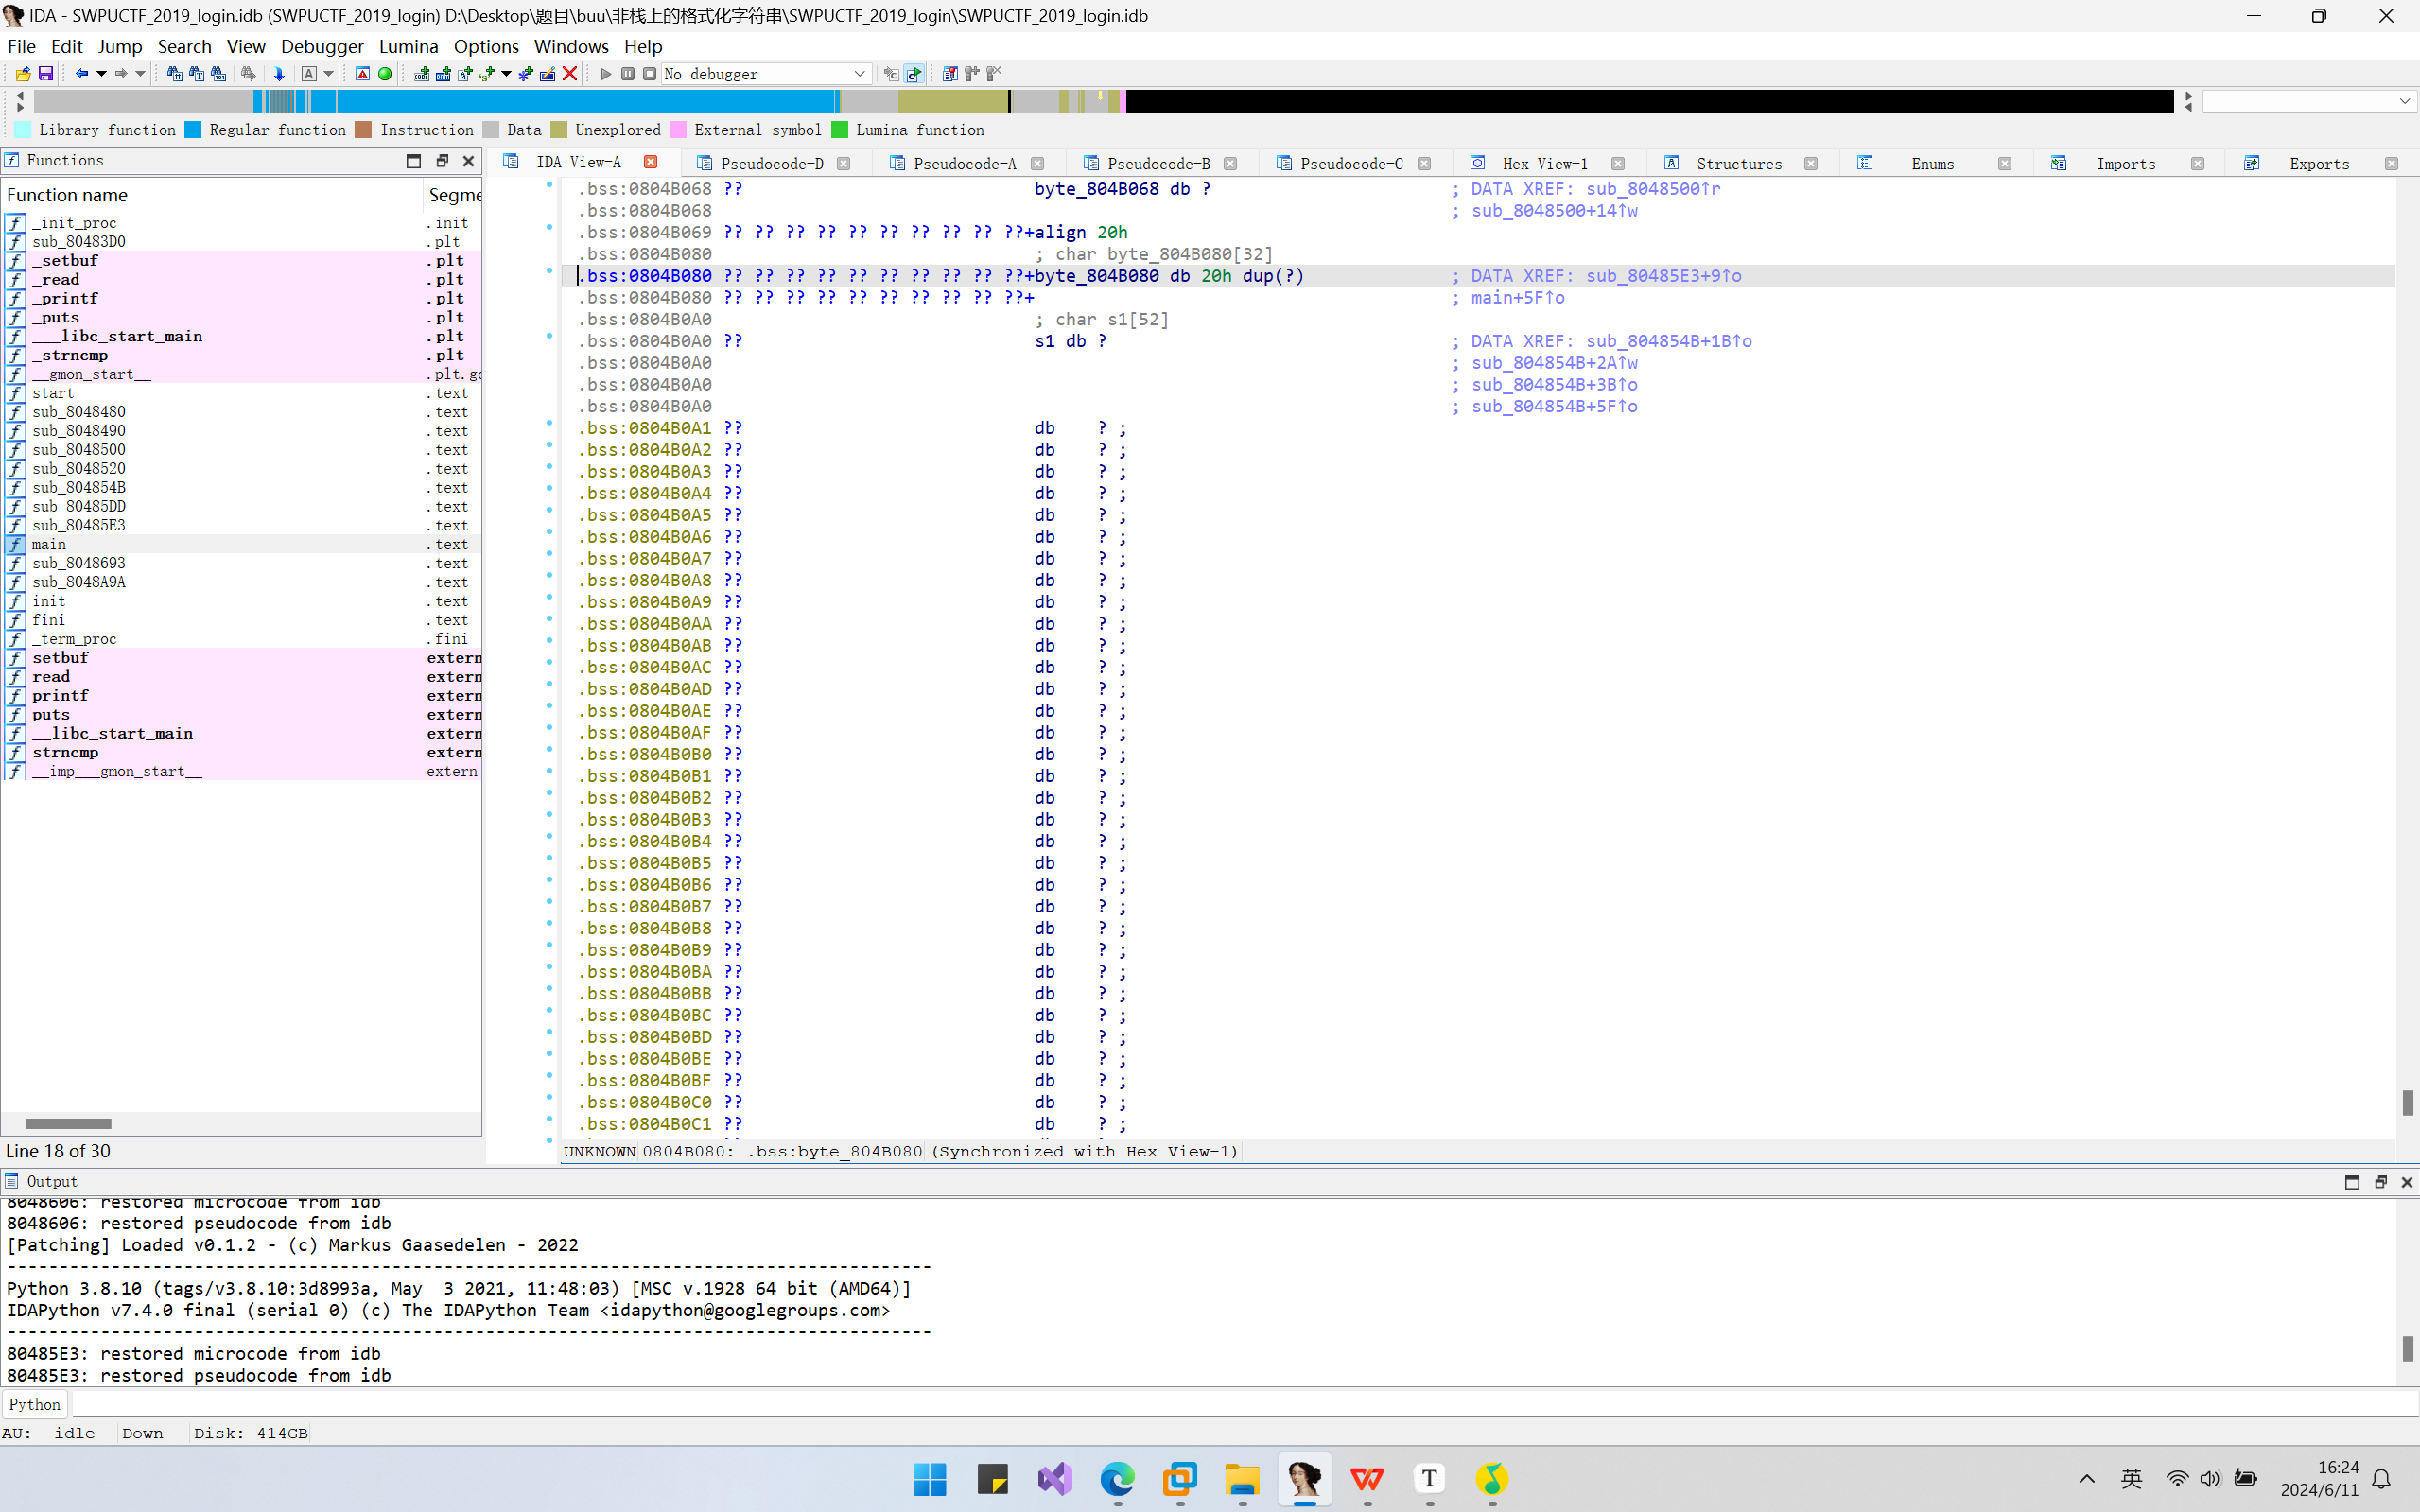 IDA - SWPUCTF_2019_login.idb (SWPUCTF_2019_login) D:\Desktop\题目\buu\非栈上的格式化字符串\SWPUCTF_2019_login\SWPUCTF_2019_login.idb
File Edit Jump Search View Debugger Lumina Options Windows Help
No debugger
Library function Regular function Instruction Data Unexplored External symbol Lumina function
Functions
Function name Segme
_init_proc .init
sub_80483D0 .plt
_setbuf .plt
_read .plt
_printf .plt
_puts .plt
___libc_start_main .plt
_strncmp .plt
__gmon_start__ .plt.go
start .text
sub_8048480 .text
sub_8048490 .text
sub_8048500 .text
sub_8048520 .text
sub_804854B .text
sub_80485DD .text
sub_80485E3 .text
main .text
sub_8048693 .text
sub_8048A9A .text
init .text
fini .text
_term_proc .fini
setbuf extern
read extern
printf extern
puts extern
__libc_start_main extern
strncmp extern
__imp___gmon_start__ extern
Line 18 of 30
IDA View-A Pseudocode-D Pseudocode-A Pseudocode-B Pseudocode-C Hex View-1 Structures Enums Imports Exports
.bss:0804B068 ?? byte_804B068 db ? ; DATA XREF: sub_8048500↑r
.bss:0804B068 ; sub_8048500+14↑w
.bss:0804B069 ?? ?? ?? ?? ?? ?? ?? ?? ?? ??+align 20h
.bss:0804B080 ; char byte_804B080[32]
.bss:0804B080 ?? ?? ?? ?? ?? ?? ?? ?? ?? ??+byte_804B080 db 20h dup(?) ; DATA XREF: sub_80485E3+9↑o
.bss:0804B080 ?? ?? ?? ?? ?? ?? ?? ?? ?? ??+ ; main+5F↑o
.bss:0804B0A0 ; char s1[52]
.bss:0804B0A0 ?? s1 db ? ; DATA XREF: sub_804854B+1B↑o
.bss:0804B0A0 ; sub_804854B+2A↑w
.bss:0804B0A0 ; sub_804854B+3B↑o
.bss:0804B0A0 ; sub_804854B+5F↑o
.bss:0804B0A1 ?? db ? ;
.bss:0804B0A2 ?? db ? ;
.bss:0804B0A3 ?? db ? ;
.bss:0804B0A4 ?? db ? ;
.bss:0804B0A5 ?? db ? ;
.bss:0804B0A6 ?? db ? ;
.bss:0804B0A7 ?? db ? ;
.bss:0804B0A8 ?? db ? ;
.bss:0804B0A9 ?? db ? ;
.bss:0804B0AA ?? db ? ;
.bss:0804B0AB ?? db ? ;
.bss:0804B0AC ?? db ? ;
.bss:0804B0AD ?? db ? ;
.bss:0804B0AE ?? db ? ;
.bss:0804B0AF ?? db ? ;
.bss:0804B0B0 ?? db ? ;
.bss:0804B0B1 ?? db ? ;
.bss:0804B0B2 ?? db ? ;
.bss:0804B0B3 ?? db ? ;
.bss:0804B0B4 ?? db ? ;
.bss:0804B0B5 ?? db ? ;
.bss:0804B0B6 ?? db ? ;
.bss:0804B0B7 ?? db ? ;
.bss:0804B0B8 ?? db ? ;
.bss:0804B0B9 ?? db ? ;
.bss:0804B0BA ?? db ? ;
.bss:0804B0BB ?? db ? ;
.bss:0804B0BC ?? db ? ;
.bss:0804B0BD ?? db ? ;
.bss:0804B0BE ?? db ? ;
.bss:0804B0BF ?? db ? ;
.bss:0804B0C0 ?? db ? ;
.bss:0804B0C1 ?? db ? ;
UNKNOWN 0804B080: .bss:byte_804B080 (Synchronized with Hex View-1)
Output
8048606: restored microcode from idb
8048606: restored pseudocode from idb
[Patching] Loaded v0.1.2 - (c) Markus Gaasedelen - 2022
-----------------------------------------------------------------------------------------
Python 3.8.10 (tags/v3.8.10:3d8993a, May  3 2021, 11:48:03) [MSC v.1928 64 bit (AMD64)]
IDAPython v7.4.0 final (serial 0) (c) The IDAPython Team <idapython@googlegroups.com>
-----------------------------------------------------------------------------------------
80485E3: restored microcode from idb
80485E3: restored pseudocode from idb
Python
AU: idle Down Disk: 414GB
英
16:24
2024/6/11